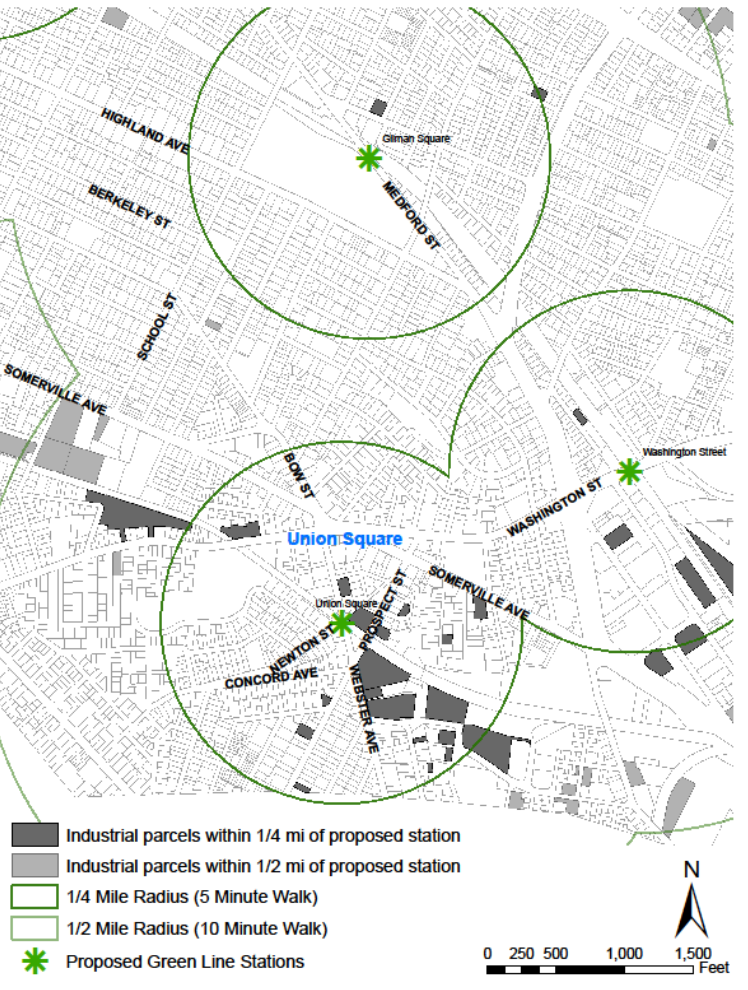 HIGHLAND AVE
Gilman Square
BERKELEY ST
MEDFORD ST
SCHOOL ST
SOMERVILLE AVE
Washington Street
BOW ST
WASHINGTON ST
Union Square
SOMERVILLE AVE
PROSPECT ST
Union Square
NEWTON ST
CONCORD AVE
WEBSTER AVE
Industrial parcels within 1/4 mi of proposed station
Industrial parcels within 1/2 mi of proposed station
1/4 Mile Radius (5 Minute Walk)
1/2 Mile Radius (10 Minute Walk)
Proposed Green Line Stations
N
0 250 500 1,000 1,500
Feet